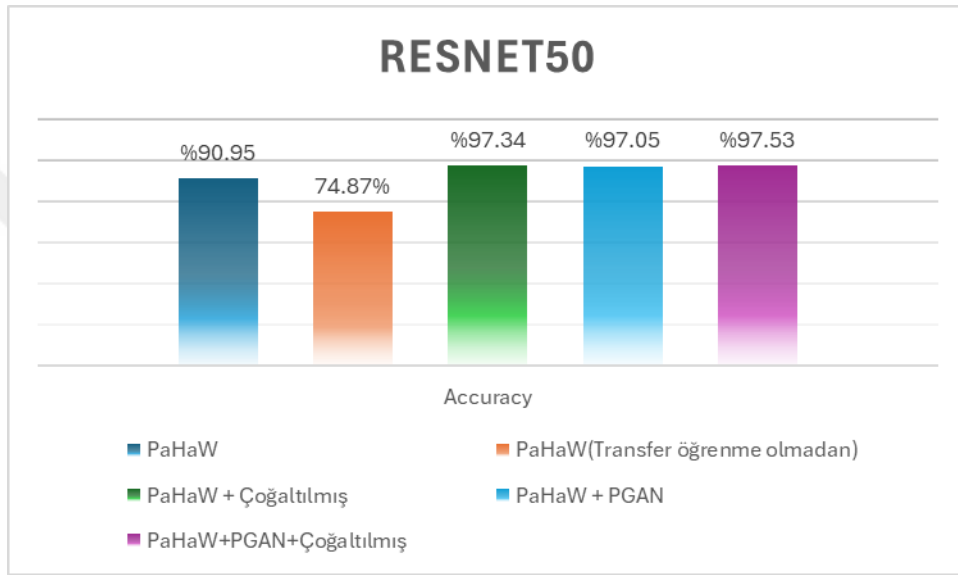 RESNET50
%90.95
74.87%
%97.34
%97.05
%97.53
Accuracy
PaHaW
PaHaW(Transfer öğrenme olmadan)
PaHaW + Çoğaltılmış
PaHaW + PGAN
PaHaW+PGAN+Çoğaltılmış